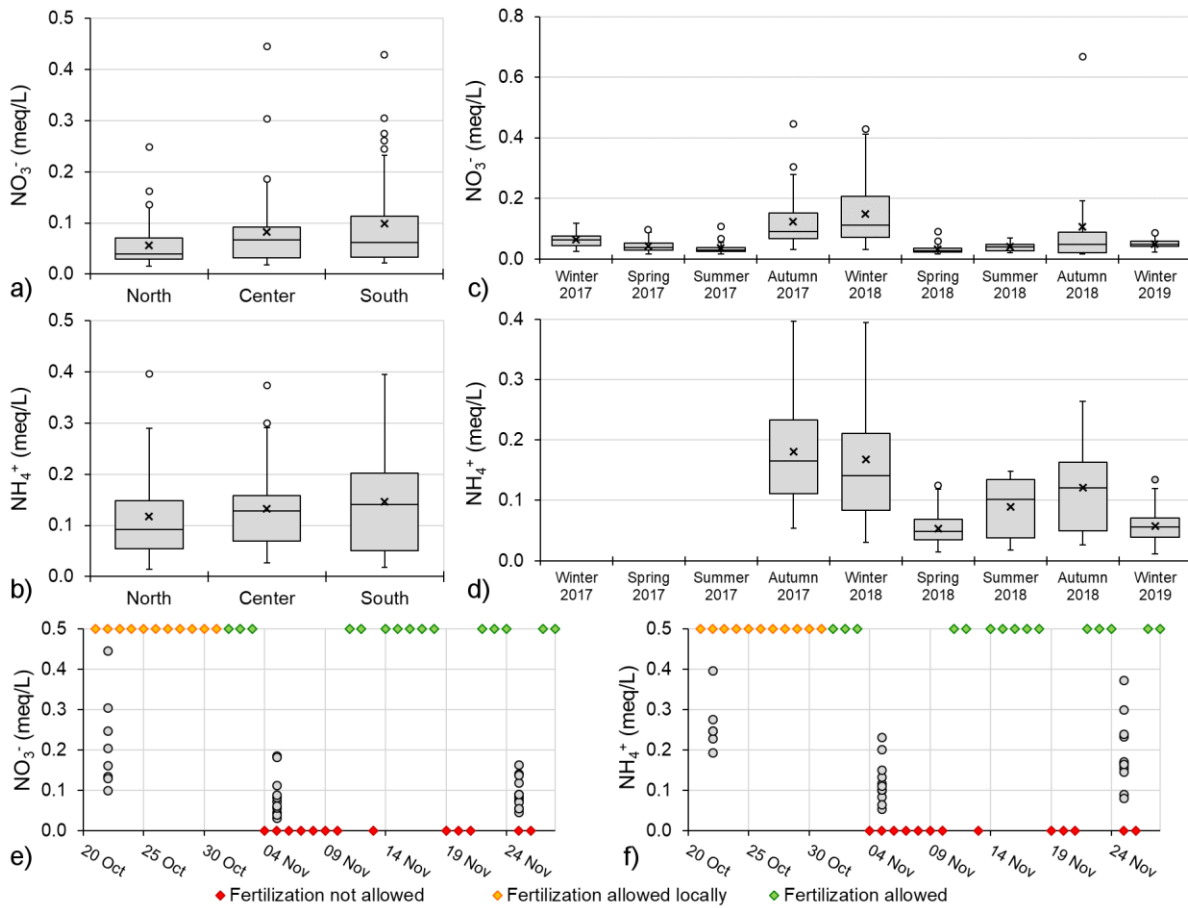 0.5
0.4
0.3
0.2
0.1
0.0
NO3- (meq/L)
North Center South
a)
0.8
0.6
0.4
0.2
0.0
NO3- (meq/L)
Winter 2017 Spring 2017 Summer 2017 Autumn 2017 Winter 2018 Spring 2018 Summer 2018 Autumn 2018 Winter 2019
c)
0.5
0.4
0.3
0.2
0.1
0.0
NH4+ (meq/L)
North Center South
b)
0.4
0.3
0.2
0.1
0.0
NH4+ (meq/L)
Winter 2017 Spring 2017 Summer 2017 Autumn 2017 Winter 2018 Spring 2018 Summer 2018 Autumn 2018 Winter 2019
d)
0.5
0.4
0.3
0.2
0.1
0.0
NO3- (meq/L)
20 Oct 25 Oct 30 Oct 04 Nov 09 Nov 14 Nov 19 Nov 24 Nov
e)
0.5
0.4
0.3
0.2
0.1
0.0
NH4+ (meq/L)
20 Oct 25 Oct 30 Oct 04 Nov 09 Nov 14 Nov 19 Nov 24 Nov
f)
Fertilization not allowed Fertilization allowed locally Fertilization allowed